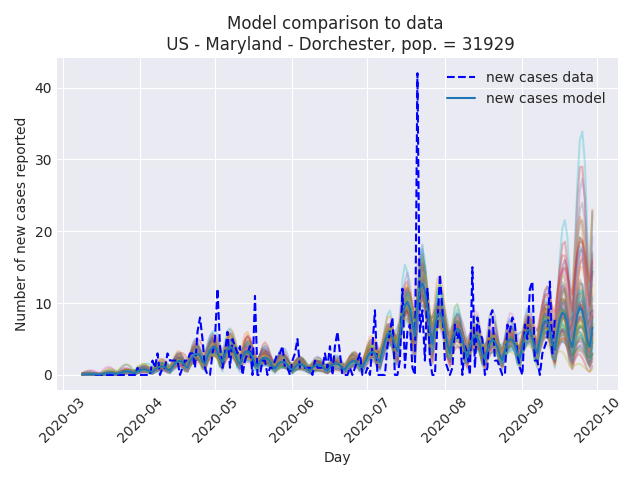 Model comparison to data
US - Maryland - Dorchester, pop. = 31929
new cases data
new cases model
Number of new cases reported
40
30
20
10
0
2020-03
2020-04
2020-05
2020-06
2020-07
2020-08
2020-09
2020-10
Day